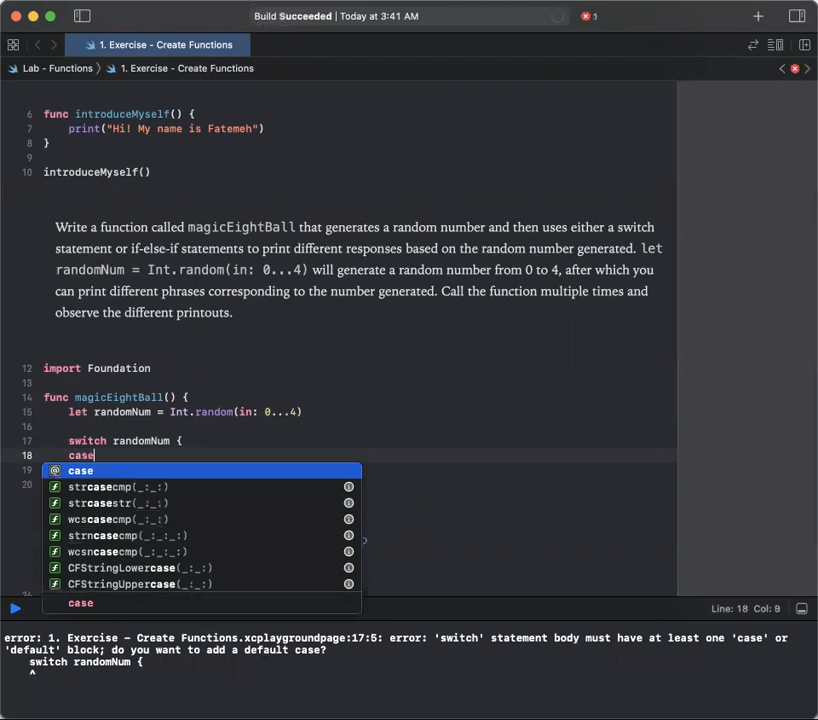 Build Succeeded | Today at 3:41 AM
1
1. Exercise - Create Functions
Lab - Functions 1. Exercise - Create Functions
6 func introduceMyself() {
7 print("Hi! My name is Fatemeh")
8 }
9
10 introduceMyself()
Write a function called magicEightBall that generates a random number and then uses either a switch
statement or if-else-if statements to print different responses based on the random number generated. let
randomNum = Int.random(in: 0...4) will generate a random number from 0 to 4, after which you
can print different phrases corresponding to the number generated. Call the function multiple times and
observe the different printouts.
12 import Foundation
13
14 func magicEightBall() {
15 let randomNum = Int.random(in: 0...4)
16
17 switch randomNum {
18 case
19 case
20 strcasecmp(_:_:)
strcasestr(_:_:)
wcscasecmp(_:_:)
strncasecmp(_:_:_:)
wcsncasecmp(_:_:_:)
CFStringLowercase(_:_:)
CFStringUppercase(_:_:)
case
Line: 18 Col: 9
error: 1. Exercise - Create Functions.xcplaygroundpage:17:5: error: 'switch' statement body must have at least one 'case' or
'default' block; do you want to add a default case?
switch randomNum {
^